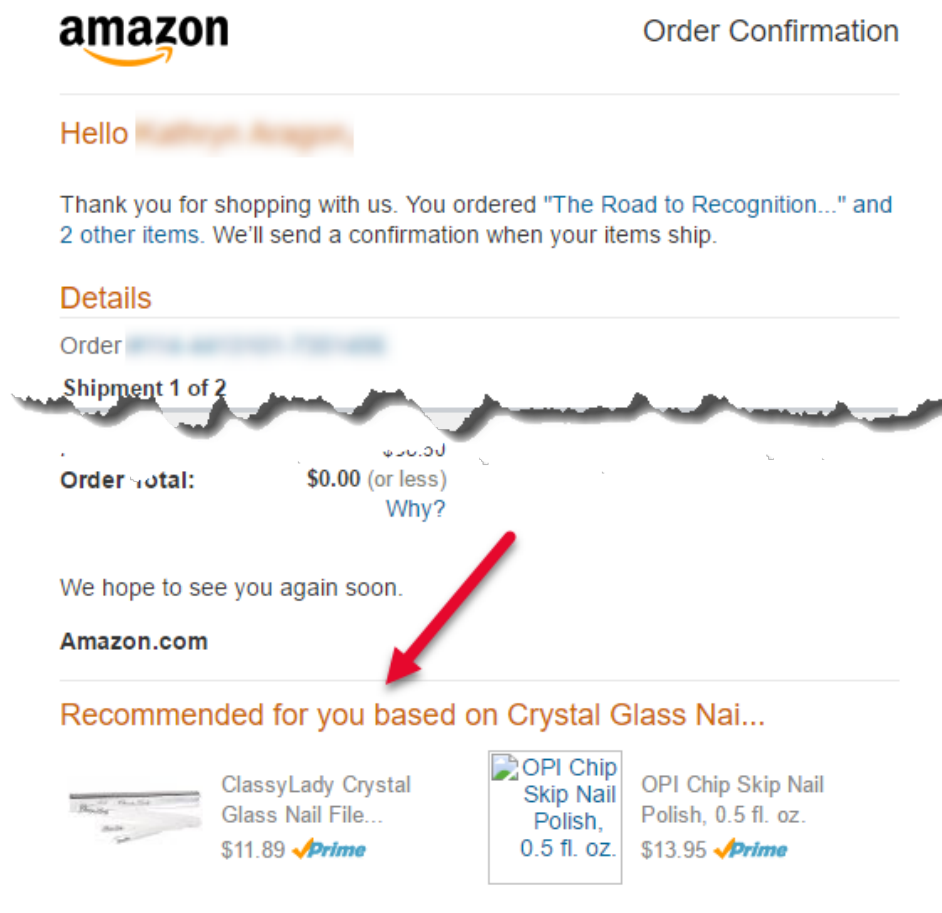 amazon
Order Confirmation
Hello
Thank you for shopping with us. You ordered "The Road to Recognition..." and
2 other items. We'll send a confirmation when your items ship.
Details
Order
Shipment 1 of 2
Order Total: $0.00 (or less)
Why?
We hope to see you again soon.
Amazon.com
Recommended for you based on Crystal Glass Nai...
ClassyLady Crystal
Glass Nail File...
$11.89 Prime
OPI Chip
Skip Nail
Polish,
0.5 fl. oz.
OPI Chip Skip Nail
Polish, 0.5 fl. oz.
$13.95 Prime